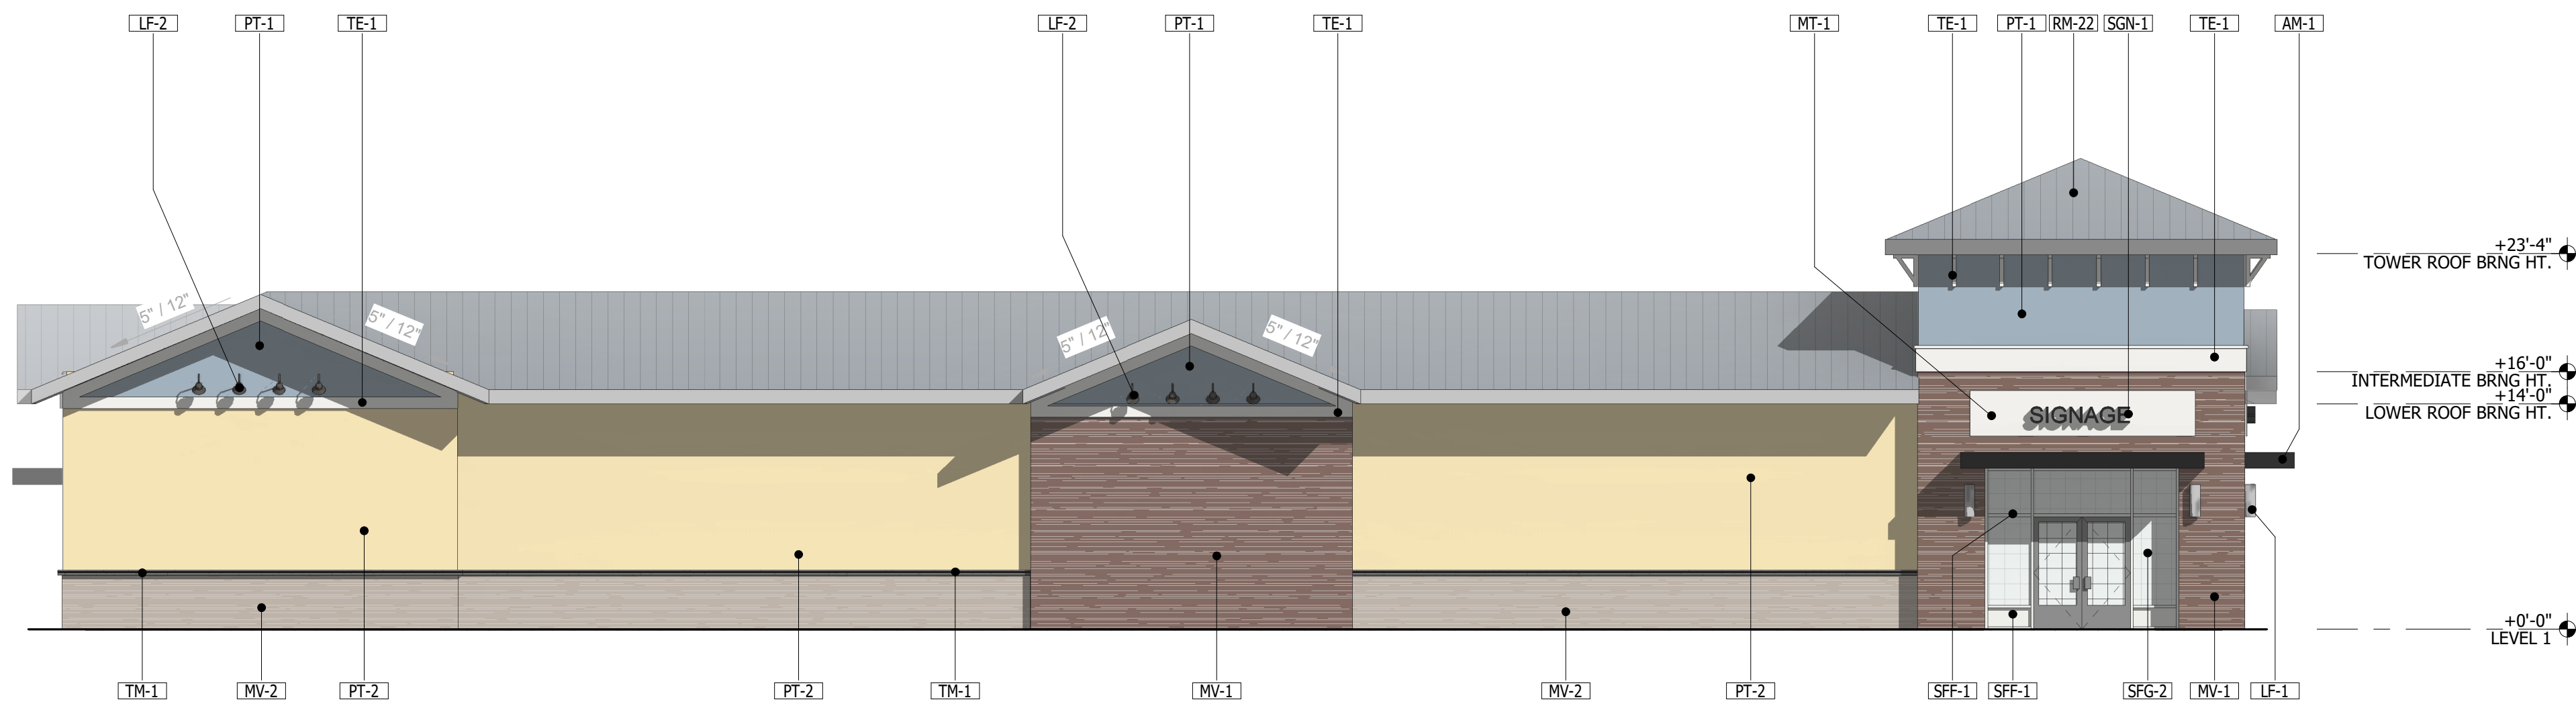 LF-2 PT-1 TE-1 LF-2 PT-1 TE-1 MT-1 TE-1 PT-1 RM-22 SGN-1 TE-1 AM-1
+23'-4"
TOWER ROOF BRNG HT.
5" / 12" 5" / 12" 5" / 12" 5" / 12"
+16'-0"
INTERMEDIATE BRNG HT.
+14'-0"
LOWER ROOF BRNG HT.
SIGNAGE
+0'-0"
LEVEL 1
TM-1 MV-2 PT-2 PT-2 TM-1 MV-1 MV-2 PT-2 SFF-1 SFF-1 SFG-2 MV-1 LF-1